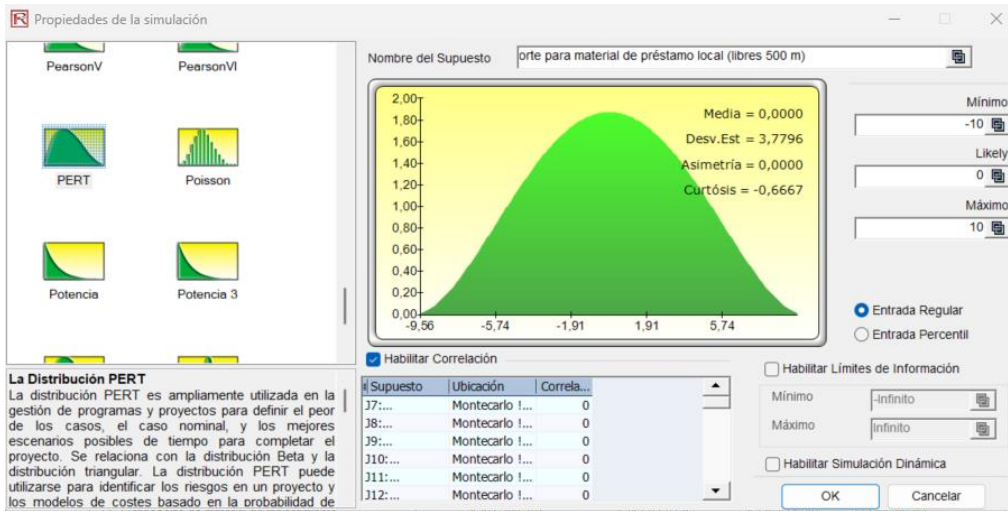 Propiedades de la simulación
PearsonV
PearsonVI
PERT
Poisson
Potencia
Potencia 3
La Distribución PERT
La distribución PERT es ampliamente utilizada en la
gestión de programas y proyectos para definir el peor
de los casos, el caso nominal, y los mejores
escenarios posibles de tiempo para completar el
proyecto. Se relaciona con la distribución Beta y la
distribución triangular. La distribución PERT puede
utilizarse para identificar los riesgos en un proyecto y
los modelos de costes basado en la probabilidad de
Nombre del Supuesto
orte para material de préstamo local (libres 500 m)
2,00
1,80
1,60
1,40
1,20
1,00
0,80
0,60
0,40
0,20
0,00
-9,56
-5,74
-1,91
1,91
5,74
Media = 0,0000
Desv.Est = 3,7796
Asimetría = 0,0000
Curtósis = -0,6667
Mínimo
-10
Likely
0
Máximo
10
Entrada Regular
Entrada Percentil
Habilitar Correlación
Supuesto Ubicación Correla...
J7:... Montecarlo !... 0
J8:... Montecarlo !... 0
J9:... Montecarlo !... 0
J10:... Montecarlo !... 0
J11:... Montecarlo !... 0
J12:... Montecarlo !... 0
Habilitar Límites de Información
Mínimo
-Infinito
Máximo
Infinito
Habilitar Simulación Dinámica
OK
Cancelar